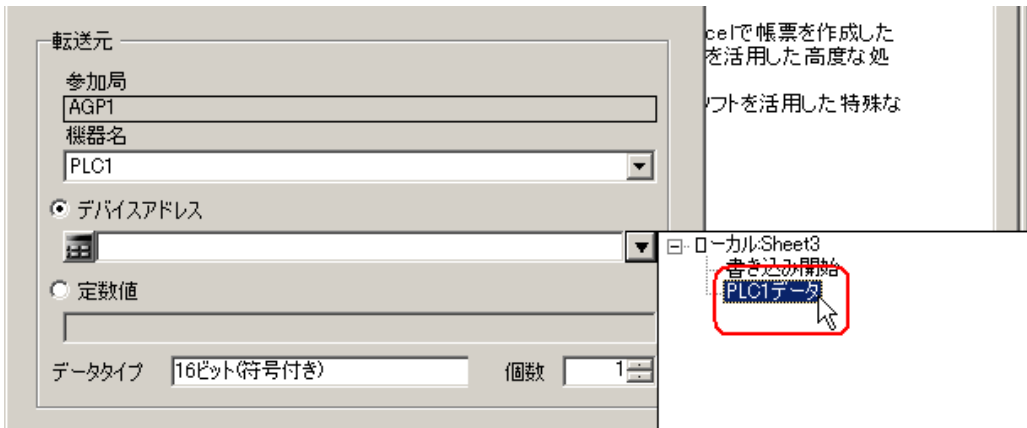 転送元
参加局
AGP1
機器名
PLC1
デバイスアドレス
定数値
データタイプ 16ビット(符号付き) 個数 1
celで帳票を作成した
を活用した高度な処
ソフトを活用した特殊な
ローカル:Sheet3
書き込み開始
PLC1データ